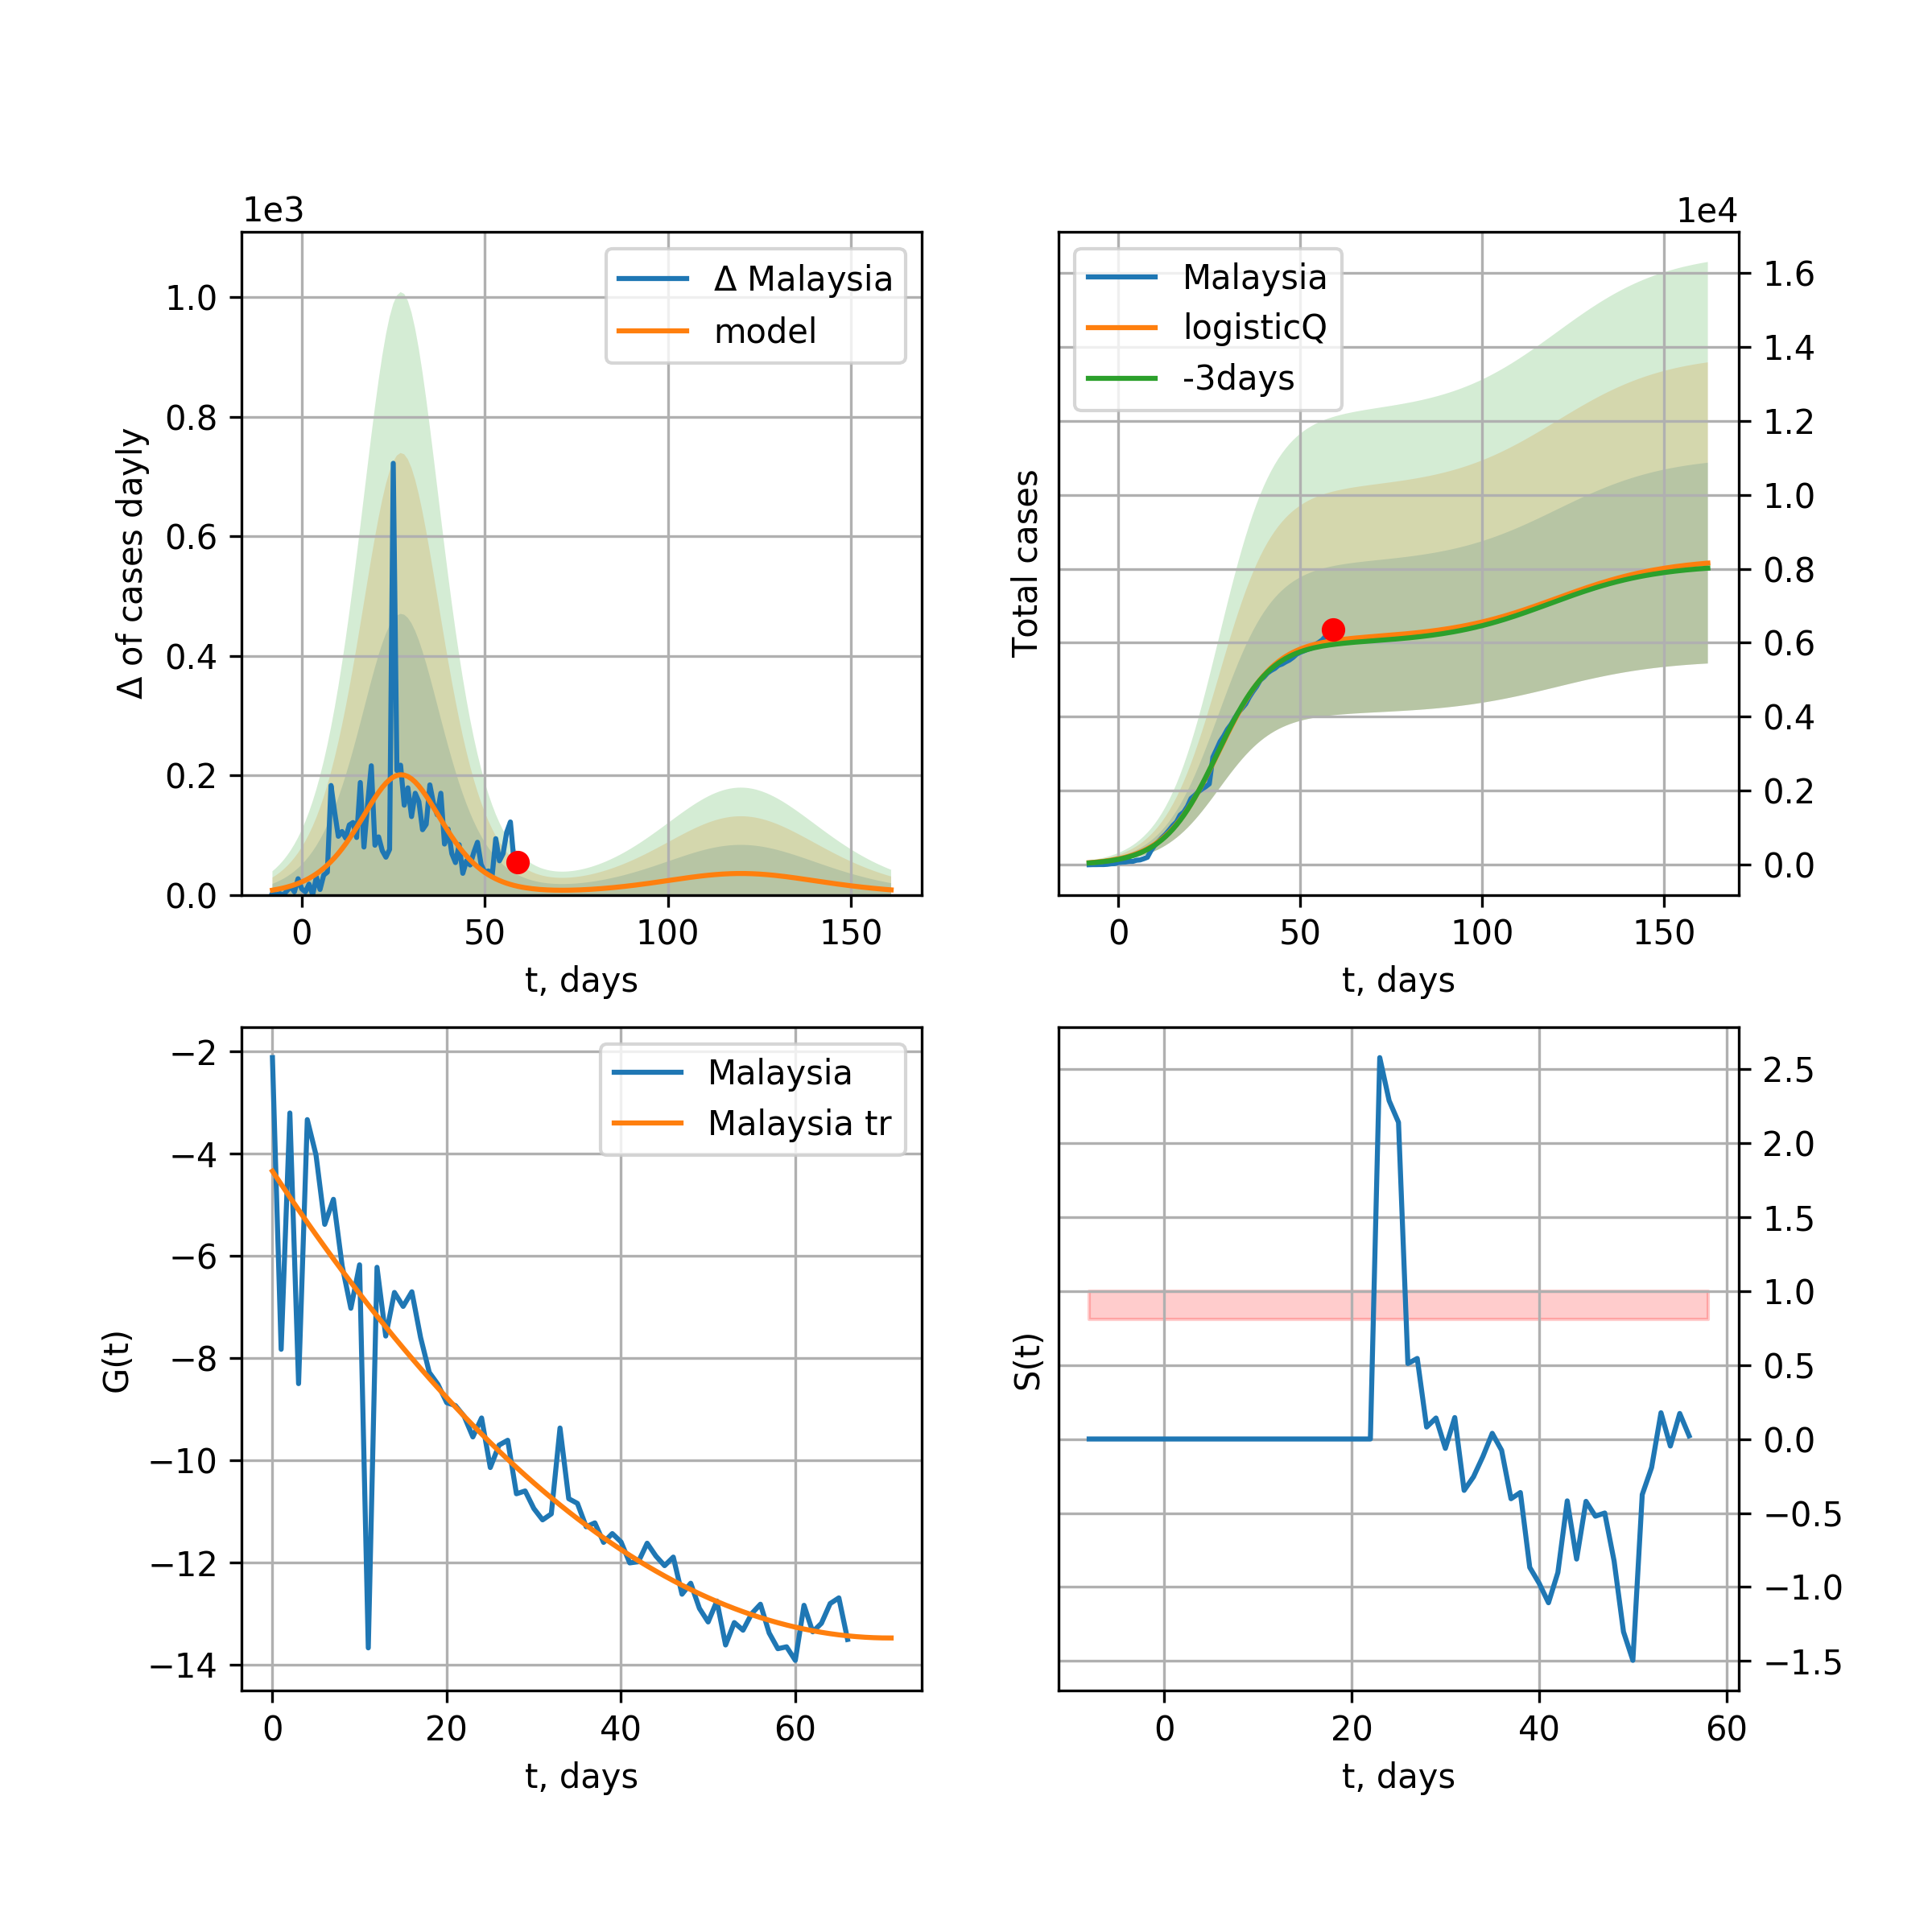 1e3
Δ Malaysia
model
Δ of cases dayly
1.0
0.8
0.6
0.4
0.2
0.0
0 50 100 150
t, days
1e4
Malaysia
logisticQ
-3days
Total cases
1.6
1.4
1.2
1.0
0.8
0.6
0.4
0.2
0.0
0 50 100 150
t, days
Malaysia
Malaysia tr
G(t)
−2
−4
−6
−8
−10
−12
−14
0 20 40 60
t, days
S(t)
2.5
2.0
1.5
1.0
0.5
0.0
−0.5
−1.0
−1.5
0 20 40 60
t, days